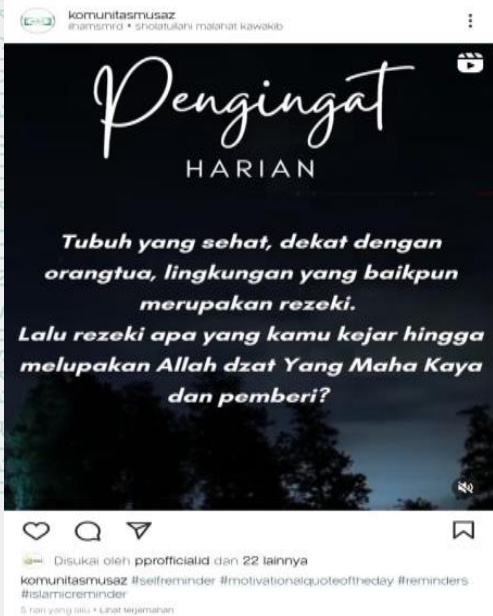 komunitasmusaz
#hamsmrd • sholatullahi malahat kawakib
Pengingat
HARIAN
Tubuh yang sehat, dekat dengan
orangtua, lingkungan yang baikpun
merupakan rezeki.
Lalu rezeki apa yang kamu kejar hingga
melupakan Allah dzat Yang Maha Kaya
dan pemberi?
Disukai oleh pprofficialid dan 22 lainnya
komunitasmusaz #selfreminder #motivationalquoteoftheday #reminders
#islamicreminder
5 hari yang lalu • Lihat terjemahan